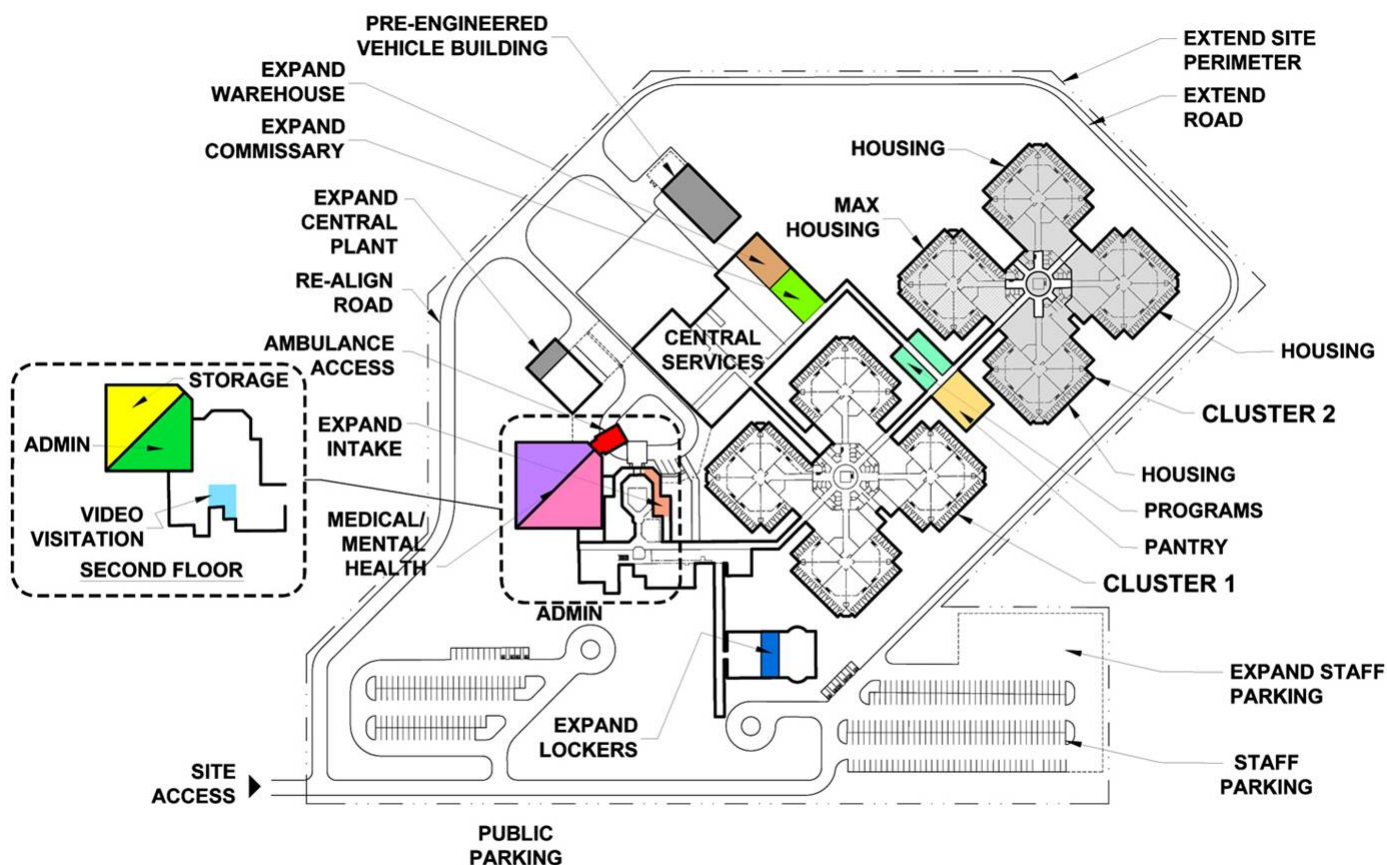 PRE-ENGINEERED
VEHICLE BUILDING
EXPAND
WAREHOUSE
EXPAND
COMMISSARY
EXPAND
CENTRAL
PLANT
RE-ALIGN
ROAD
AMBULANCE
ACCESS
EXPAND
INTAKE
MEDICAL/
MENTAL
HEALTH
STORAGE
ADMIN
VIDEO
VISITATION
SECOND FLOOR
EXTEND SITE
PERIMETER
EXTEND
ROAD
HOUSING
MAX
HOUSING
CENTRAL
SERVICES
HOUSING
CLUSTER 2
HOUSING
PROGRAMS
PANTRY
CLUSTER 1
ADMIN
EXPAND
LOCKERS
EXPAND STAFF
PARKING
STAFF
PARKING
SITE
ACCESS
PUBLIC
PARKING